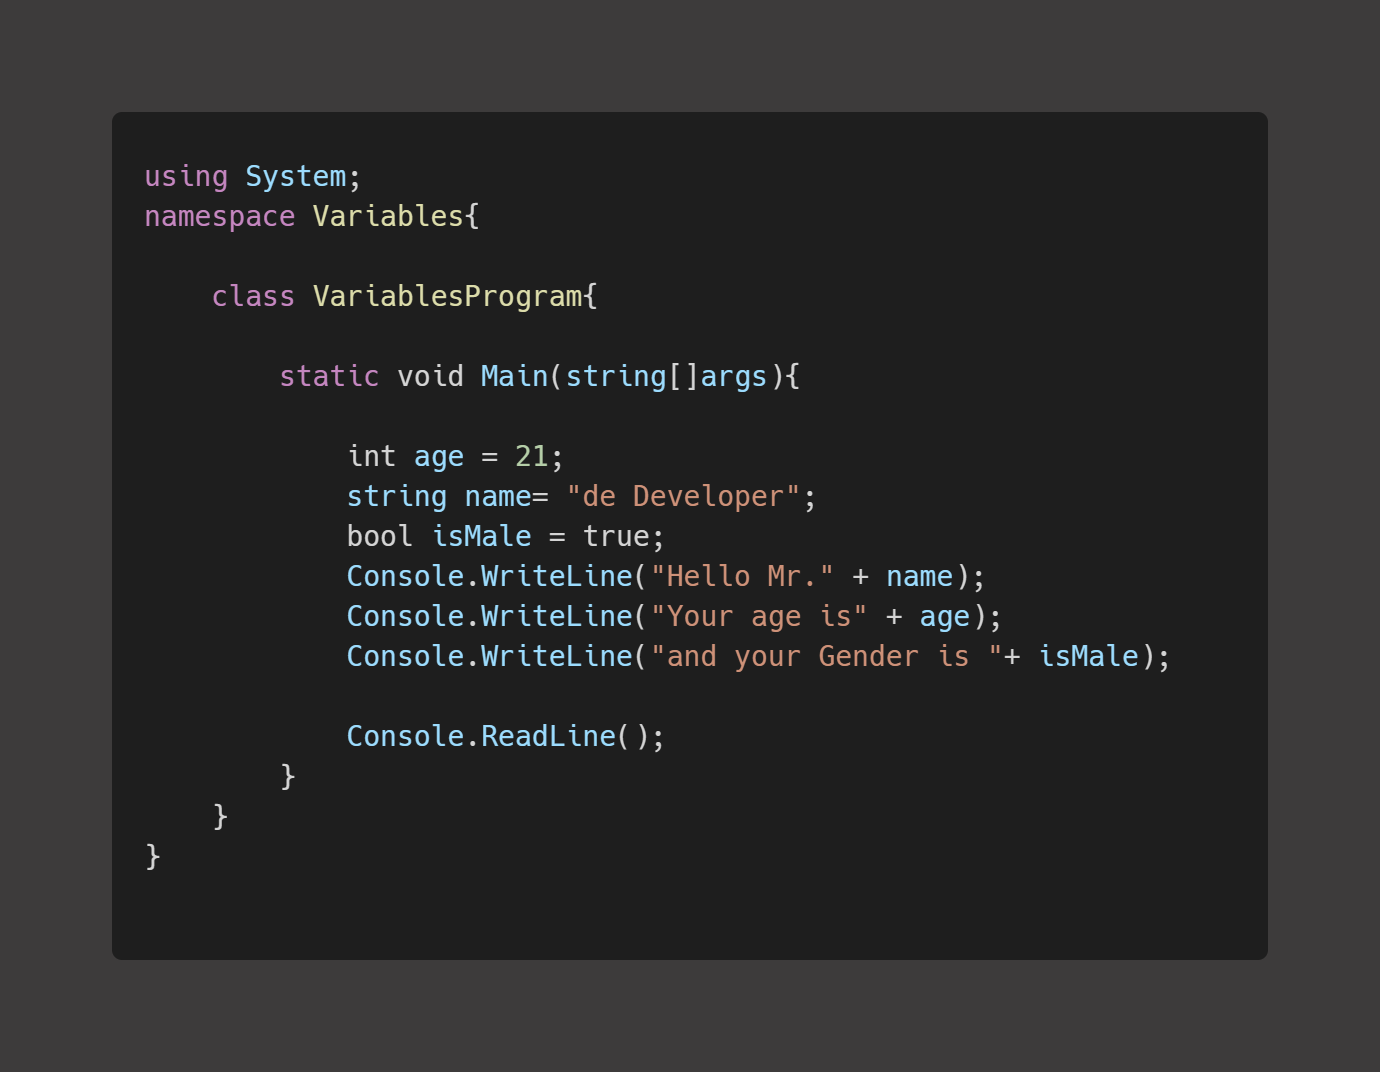 using System;
namespace Variables{

    class VariablesProgram{

        static void Main(string[]args){

            int age = 21;
            string name= "de Developer";
            bool isMale = true;
            Console.WriteLine("Hello Mr." + name);
            Console.WriteLine("Your age is" + age);
            Console.WriteLine("and your Gender is "+ isMale);

            Console.ReadLine();
        }
    }
}